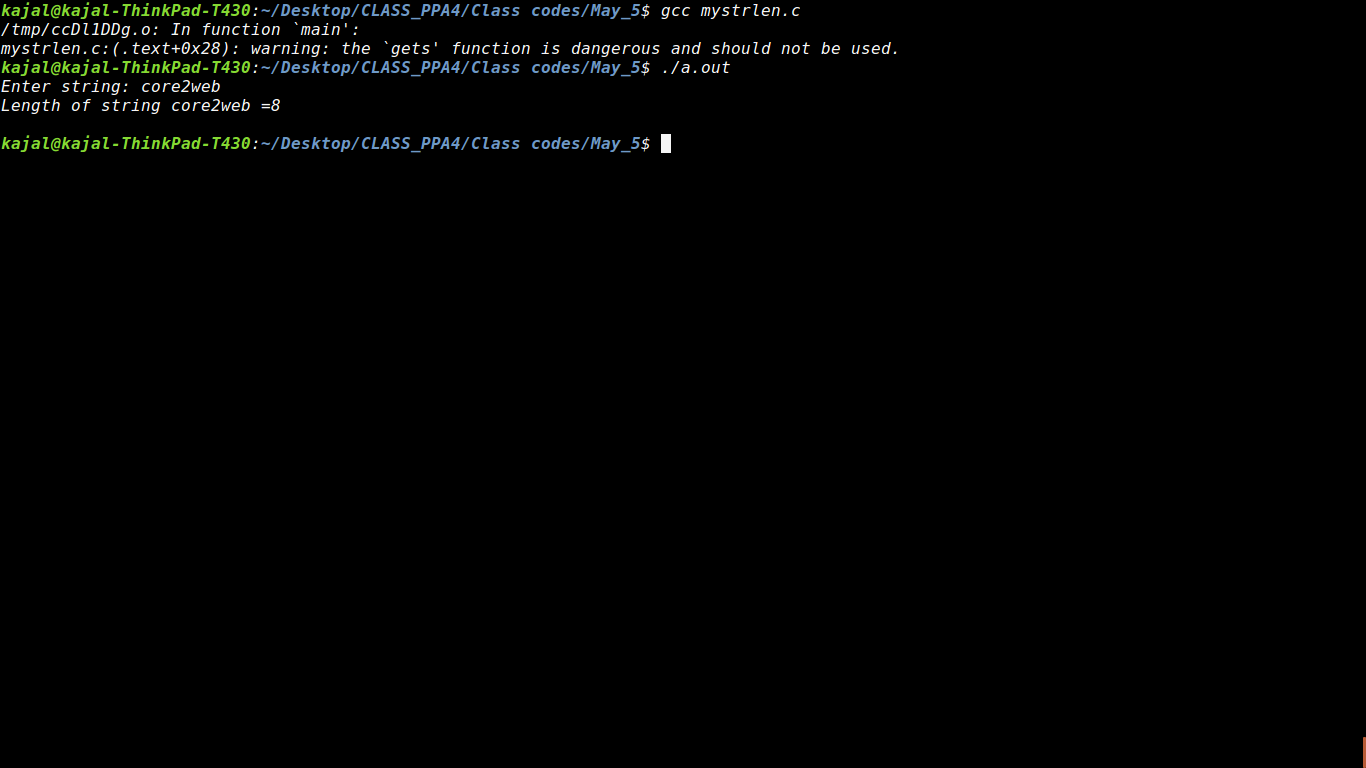 kajal@kajal-ThinkPad-T430:~/Desktop/CLASS_PPA4/Class codes/May_5$ gcc mystrlen.c
/tmp/ccDl1DDg.o: In function `main':
mystrlen.c:(.text+0x28): warning: the `gets' function is dangerous and should not be used.
kajal@kajal-ThinkPad-T430:~/Desktop/CLASS_PPA4/Class codes/May_5$ ./a.out
Enter string: core2web
Length of string core2web =8
kajal@kajal-ThinkPad-T430:~/Desktop/CLASS_PPA4/Class codes/May_5$